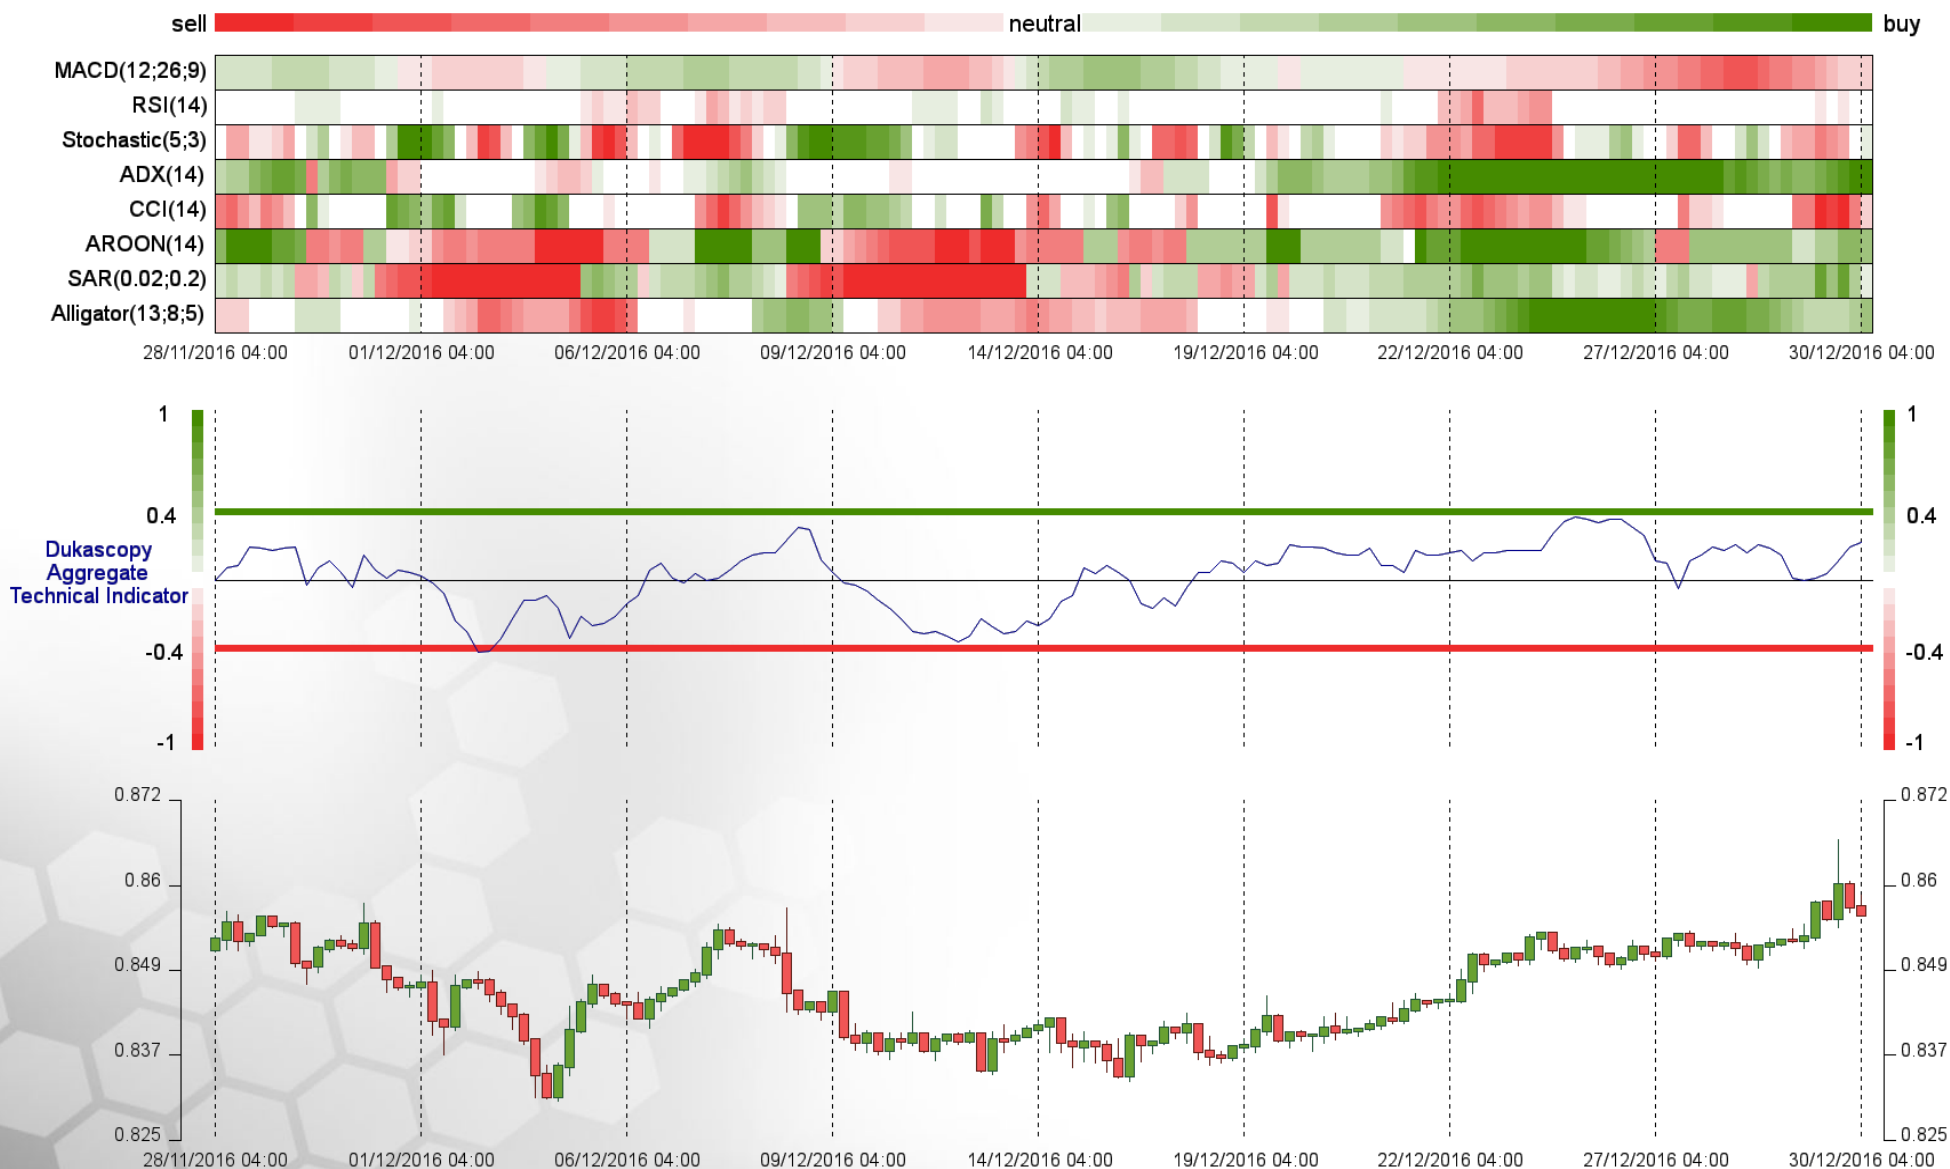 sell neutral buy
MACD(12;26;9)
RSI(14)
Stochastic(5;3)
ADX(14)
CCI(14)
AROON(14)
SAR(0.02;0.2)
Alligator(13;8;5)
28/11/2016 04:00 01/12/2016 04:00 06/12/2016 04:00 09/12/2016 04:00 14/12/2016 04:00 19/12/2016 04:00 22/12/2016 04:00 27/12/2016 04:00 30/12/2016 04:00
1 1
0.4 0.4
Dukascopy
Aggregate
Technical Indicator
-0.4 -0.4
-1 -1
0.872 0.872
0.86 0.86
0.849 0.849
0.837 0.837
0.825 0.825
28/11/2016 04:00 01/12/2016 04:00 06/12/2016 04:00 09/12/2016 04:00 14/12/2016 04:00 19/12/2016 04:00 22/12/2016 04:00 27/12/2016 04:00 30/12/2016 04:00